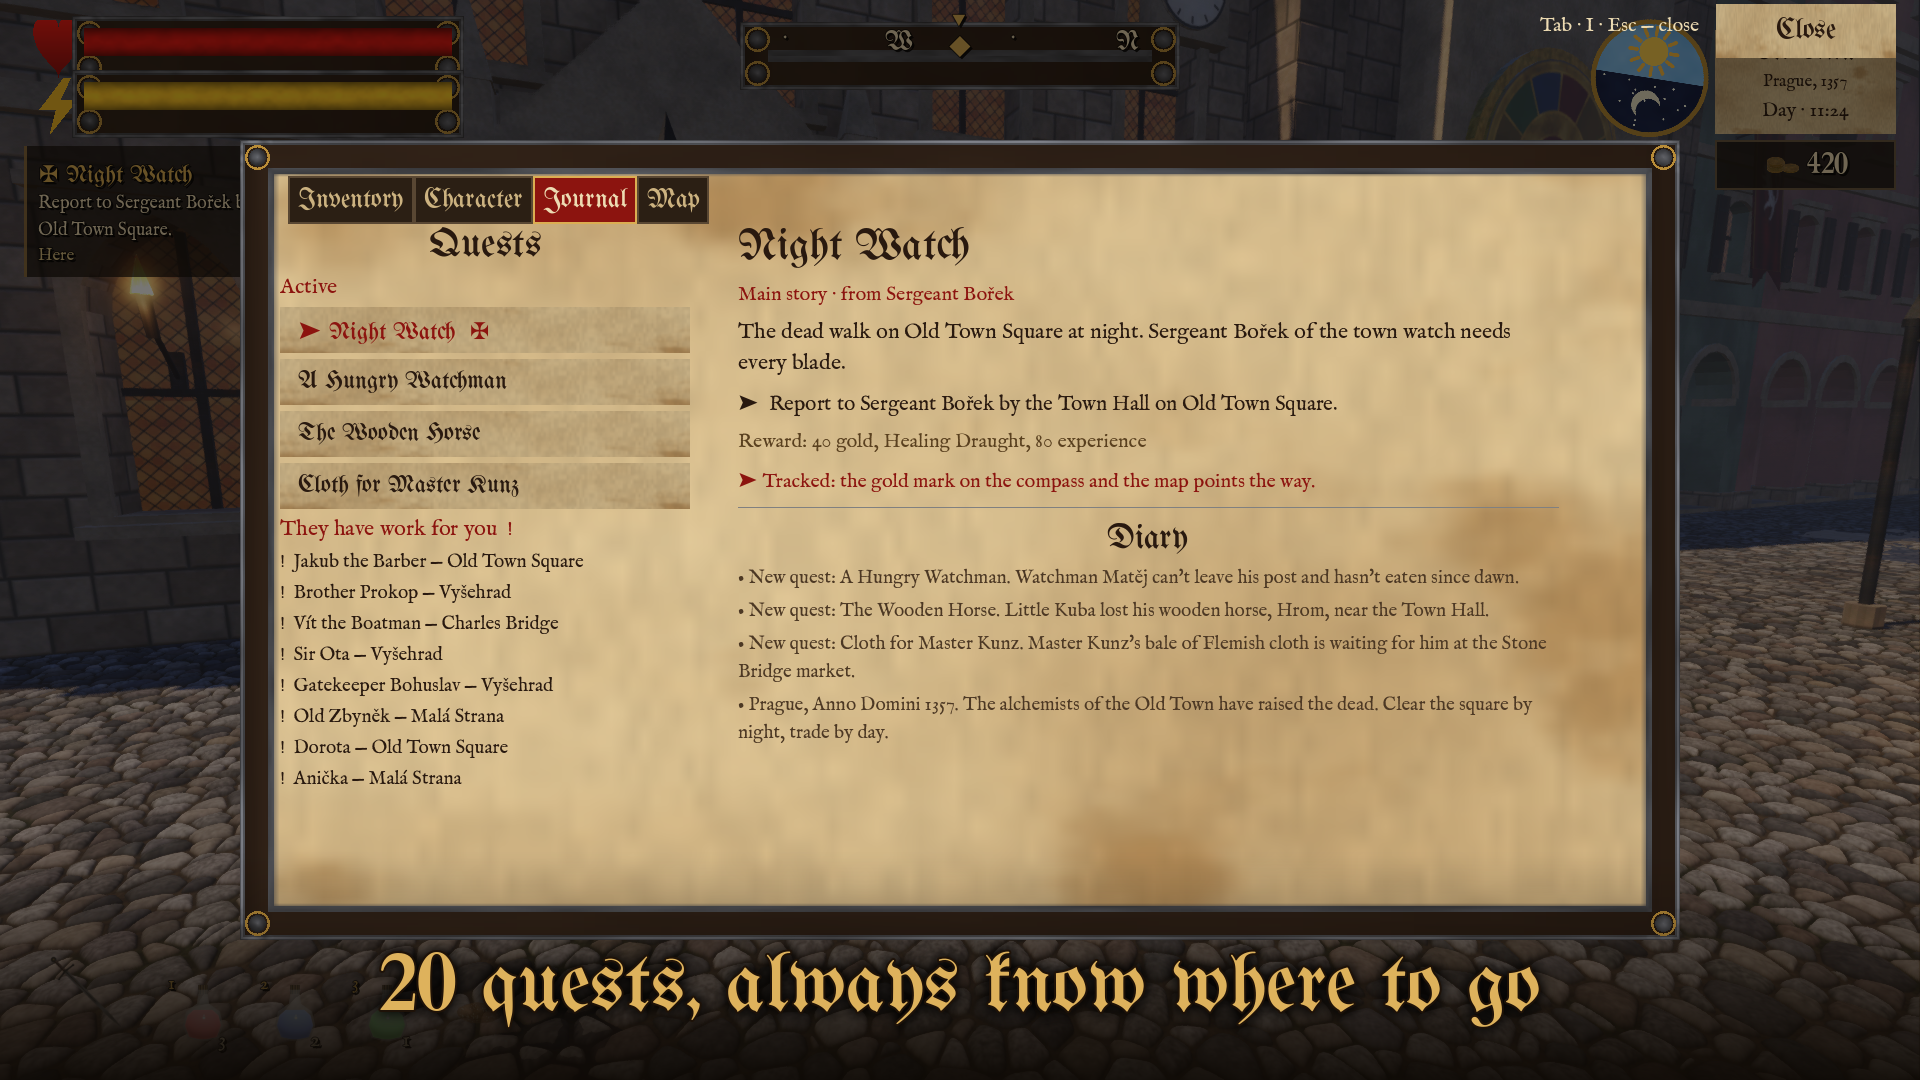 Tab · I · Esc – close
Close
W
N
Prague, 1357
Day · 11:24
420
✠ Night Watch
Report to Sergeant Bořek b
Old Town Square.
Here
Inventory
Character
Journal
Map
Quests
Active
➤ Night Watch ✠
A Hungry Watchman
The Wooden Horse
Cloth for Master Kunz
They have work for you !
! Jakub the Barber – Old Town Square
! Brother Prokop – Vyšehrad
! Vít the Boatman – Charles Bridge
! Sir Ota – Vyšehrad
! Gatekeeper Bohuslav – Vyšehrad
! Old Zbyněk – Malá Strana
! Dorota – Old Town Square
! Anička – Malá Strana
Night Watch
Main story · from Sergeant Bořek
The dead walk on Old Town Square at night. Sergeant Bořek of the town watch needs
every blade.
➤ Report to Sergeant Bořek by the Town Hall on Old Town Square.
Reward: 40 gold, Healing Draught, 80 experience
➤ Tracked: the gold mark on the compass and the map points the way.
Diary
• New quest: A Hungry Watchman. Watchman Matěj can't leave his post and hasn't eaten since dawn.
• New quest: The Wooden Horse. Little Kuba lost his wooden horse, Hrom, near the Town Hall.
• New quest: Cloth for Master Kunz. Master Kunz's bale of Flemish cloth is waiting for him at the Stone
Bridge market.
• Prague, Anno Domini 1357. The alchemists of the Old Town have raised the dead. Clear the square by
night, trade by day.
20 quests, always know where to go
1 2 3
3 2 1